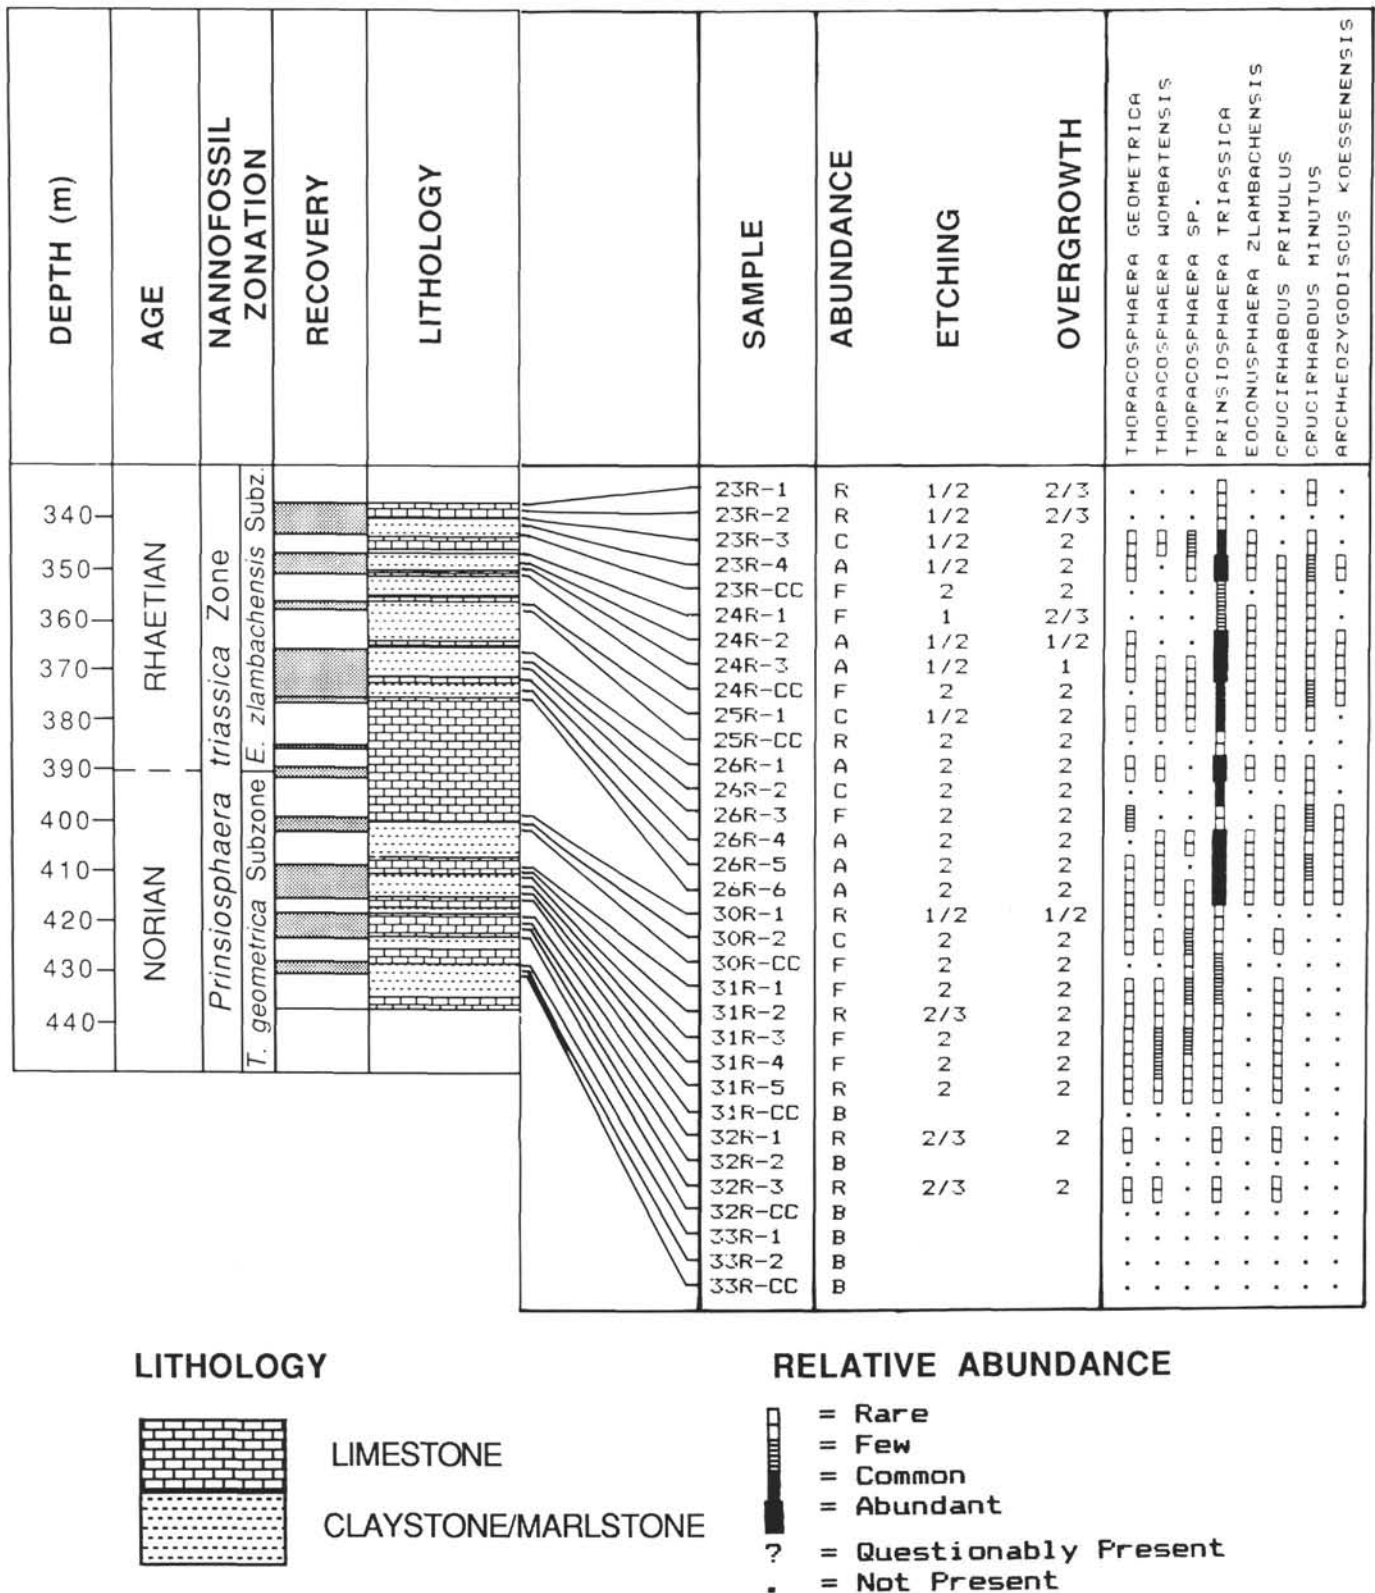 DEPTH (m)
AGE
NANNOFOSSIL
ZONATION
RECOVERY
LITHOLOGY
SAMPLE
ABUNDANCE
ETCHING
OVERGROWTH
THORACOSPHAERA GEOMETRICA
THORACOSPHAERA WOMBATENSIS
THORACOSPHAERA SP.
PRINSIOSPHAERA TRIASSICA
EOCONUSPHAERA ZLAMBACHENSIS
CRUCIRHABDUS PRIMULUS
CRUCIRHABDUS MINUTUS
ARCHAEOZYGODISCUS KOESSENENSIS
340
350
360
370
380
390
400
410
420
430
440
RHAETIAN
NORIAN
Prinsiosphaera triassica Zone
E. zlambachensis Subz.
T. geometrica Subzone
23R-1 R 1/2 2/3
23R-2 R 1/2 2/3
23R-3 C 1/2 2
23R-4 A 1/2 2
23R-CC F 2 2
24R-1 F 1 2/3
24R-2 A 1/2 1/2
24R-3 A 1/2 1
24R-CC F 2 2
25R-1 C 1/2 2
25R-CC R 2 2
26R-1 A 2 2
26R-2 C 2 2
26R-3 F 2 2
26R-4 A 2 2
26R-5 A 2 2
26R-6 A 2 2
30R-1 R 1/2 1/2
30R-2 C 2 2
30R-CC F 2 2
31R-1 F 2 2
31R-2 R 2/3 2
31R-3 F 2 2
31R-4 F 2 2
31R-5 R 2 2
31R-CC B
32R-1 R 2/3 2
32R-2 B
32R-3 R 2/3 2
32R-CC B
33R-1 B
33R-2 B
33R-CC B
LITHOLOGY
LIMESTONE
CLAYSTONE/MARLSTONE
RELATIVE ABUNDANCE
= Rare
= Few
= Common
= Abundant
? = Questionably Present
. = Not Present